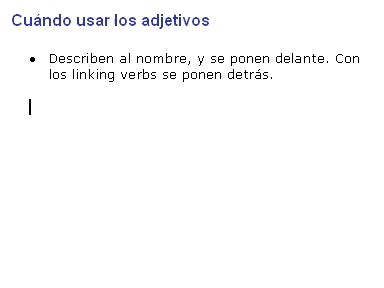 Cuándo usar los adjetivos
• Describen al nombre, y se ponen delante. Con
los linking verbs se ponen detrás.